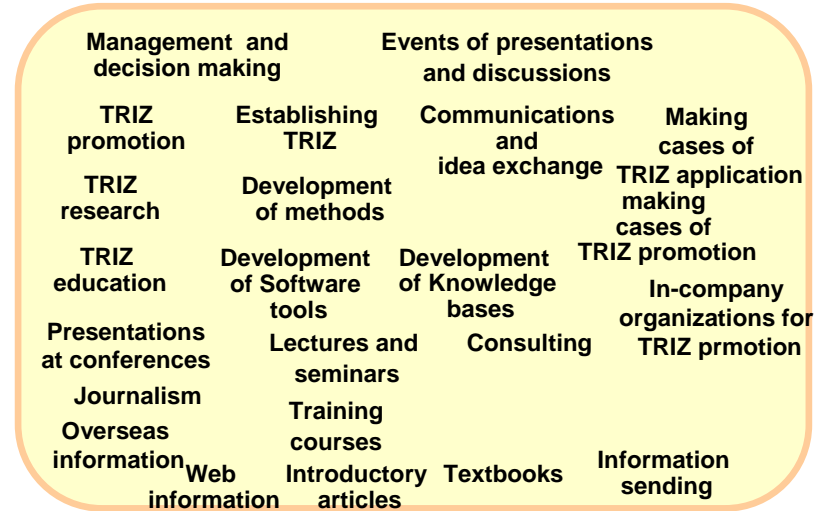 Management and
decision making
Events of presentations
and discussions
TRIZ
promotion
Establishing
TRIZ
Communications
and
idea exchange
Making
cases of
TRIZ application
making
cases of
TRIZ promotion
TRIZ
research
Development
of methods
TRIZ
education
Development
of Software
tools
Development
of Knowledge
bases
In-company
organizations for
TRIZ prmotion
Presentations
at conferences
Lectures and
seminars
Consulting
Journalism
Training
courses
Overseas
information
Web
information
Introductory
articles
Textbooks
Information
sending